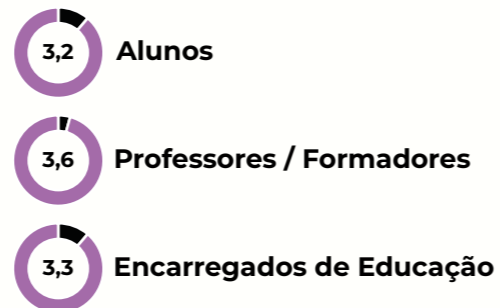 3,2 Alunos
3,6 Professores / Formadores
3,3 Encarregados de Educação